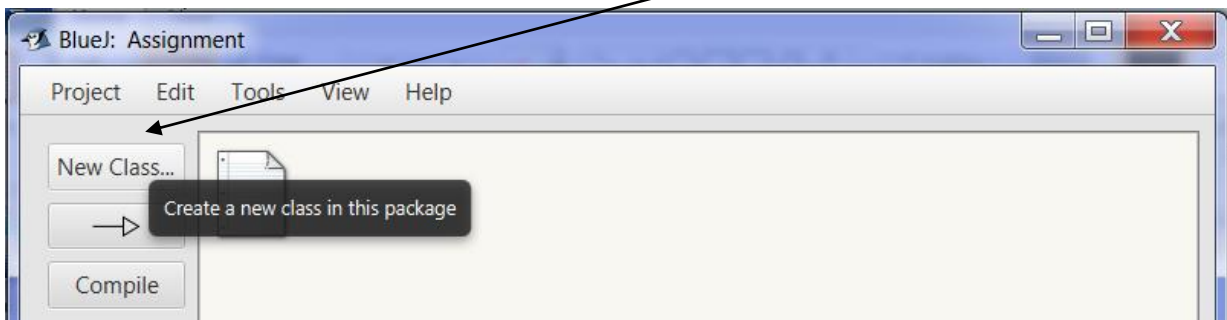 BlueJ: Assignment
Project Edit Tools View Help
New Class...
Create a new class in this package
Compile